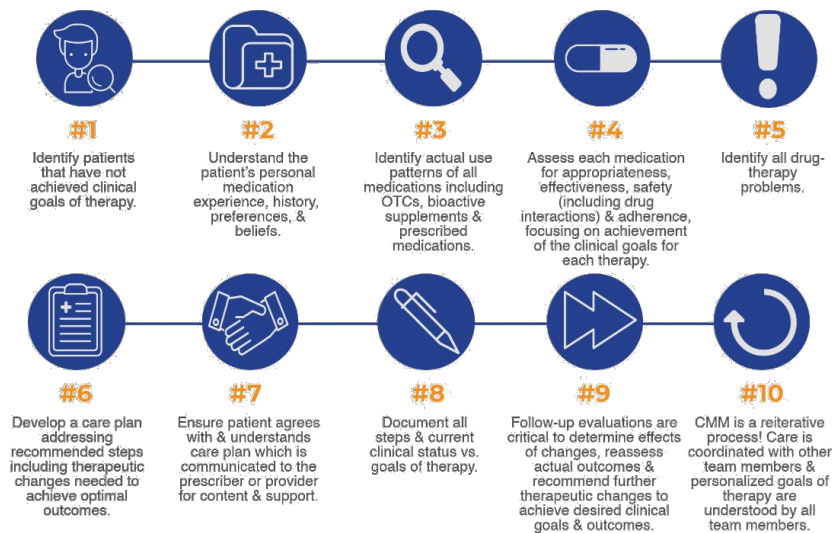 #1
Identify patients
that have not
achieved clinical
goals of therapy.
#2
Understand the
patient's personal
medication
experience, history,
preferences, &
beliefs.
#3
Identify actual use
patterns of all
medications including
OTCs, bioactive
supplements &
prescribed
medications.
#4
Assess each medication
for appropriateness,
effectiveness, safety
(including drug
interactions) & adherence,
focusing on achievement
of the clinical goals for
each therapy.
#5
Identify all drug-
therapy
problems.
#6
Develop a care plan
addressing
recommended steps
including therapeutic
changes needed to
achieve optimal
outcomes.
#7
Ensure patient agrees
with & understands
care plan which is
communicated to the
prescriber or provider
for content & support.
#8
Document all
steps & current
clinical status vs.
goals of therapy.
#9
Follow-up evaluations are
critical to determine effects
of changes, reassess
actual outcomes &
recommend further
therapeutic changes to
achieve desired clinical
goals & outcomes.
#10
CMM is a reiterative
process! Care is
coordinated with other
team members &
personalized goals of
therapy are
understood by all
team members.